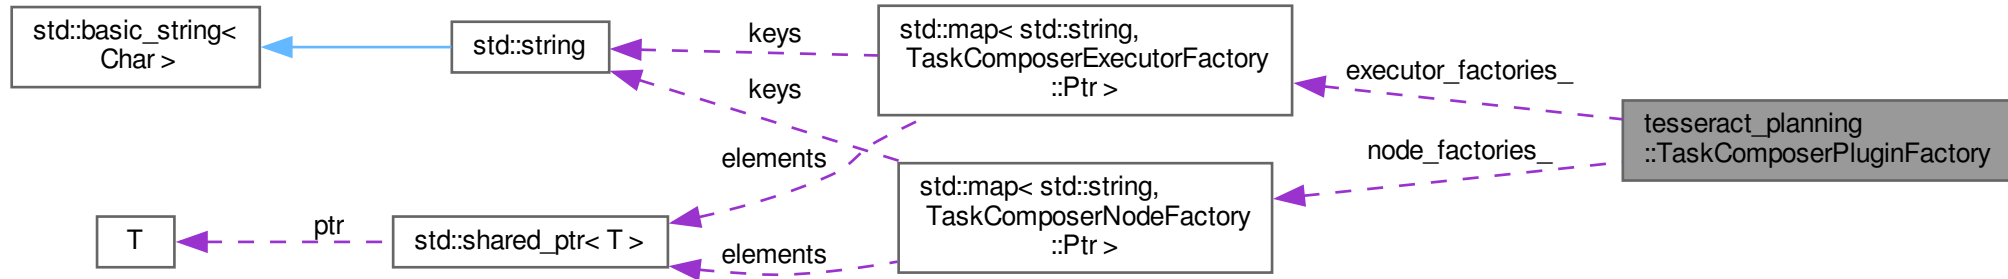 std::basic_string<
Char >
std::string
keys
keys
std::map< std::string,
TaskComposerExecutorFactory
::Ptr >
executor_factories_
tesseract_planning
::TaskComposerPluginFactory
node_factories_
elements
std::map< std::string,
TaskComposerNodeFactory
::Ptr >
T
ptr
std::shared_ptr< T >
elements